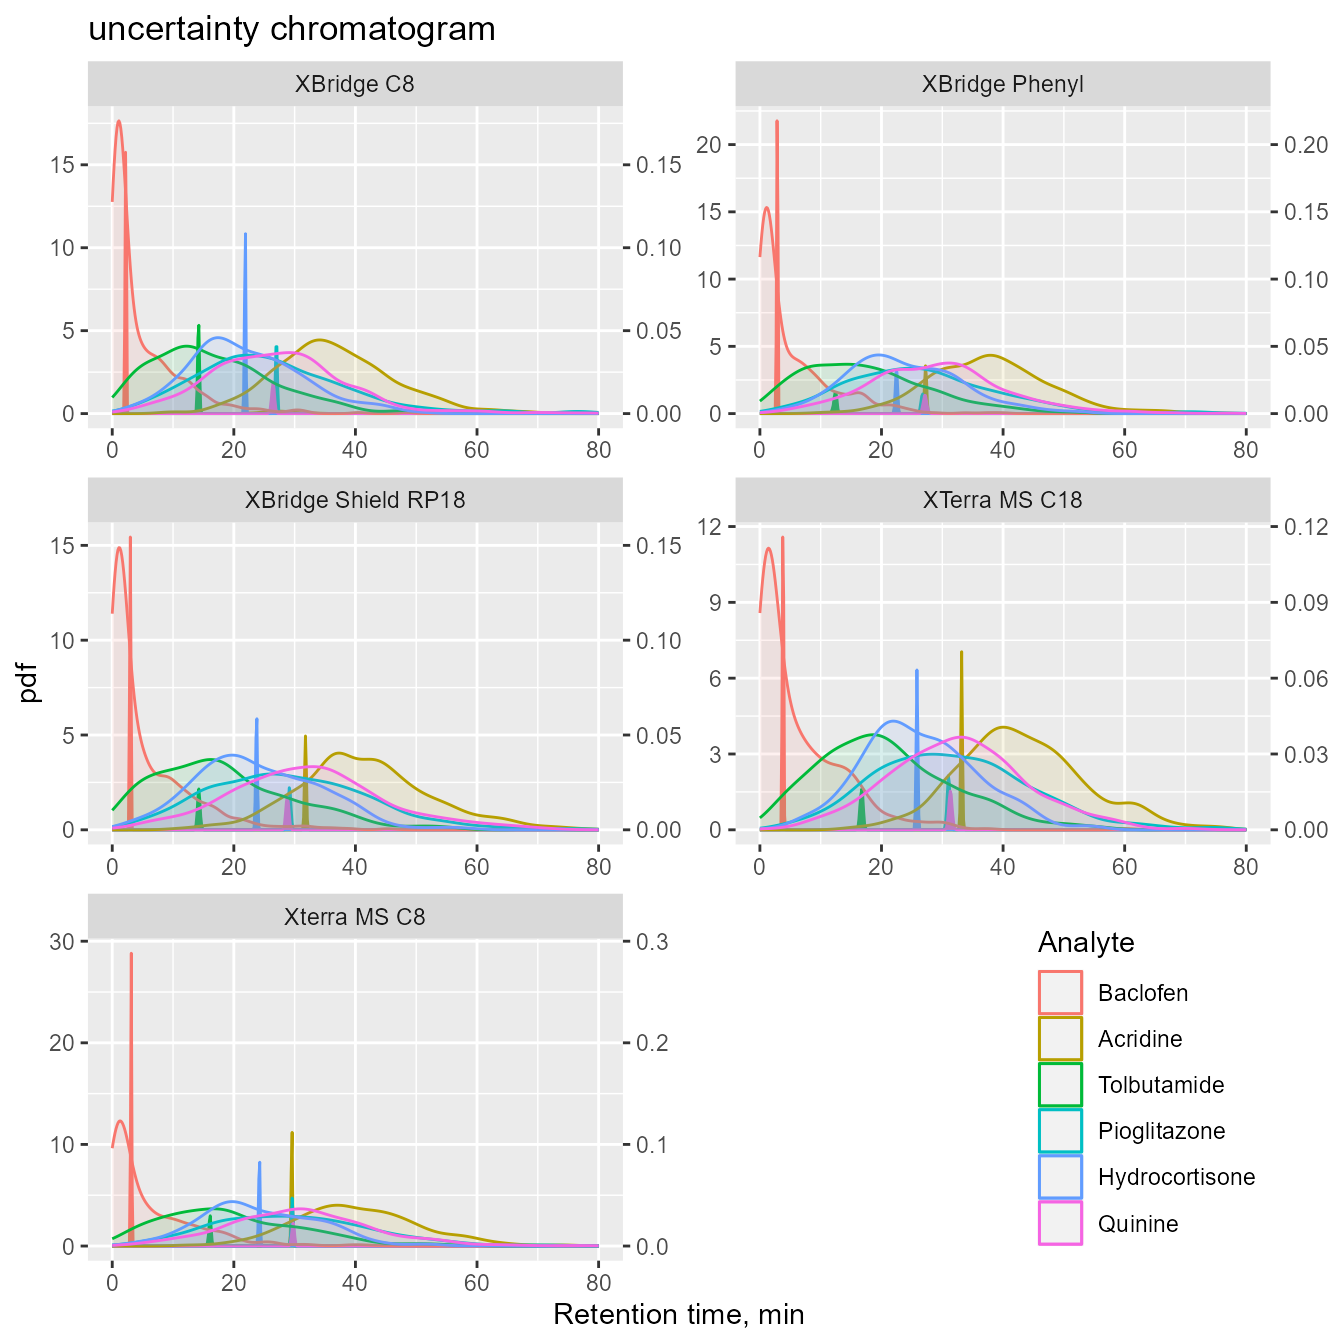 uncertainty chromatogram
XBridge C8
15
10
5
0
0.15
0.10
0.05
0.00
0 20 40 60 80
XBridge Phenyl
20
15
10
5
0
0.20
0.15
0.10
0.05
0.00
0 20 40 60 80
pdf
XBridge Shield RP18
15
10
5
0
0.15
0.10
0.05
0.00
0 20 40 60 80
XTerra MS C18
12
9
6
3
0
0.12
0.09
0.06
0.03
0.00
0 20 40 60 80
Xterra MS C8
30
20
10
0
0.3
0.2
0.1
0.0
0 20 40 60 80
Retention time, min
Analyte
Baclofen
Acridine
Tolbutamide
Pioglitazone
Hydrocortisone
Quinine